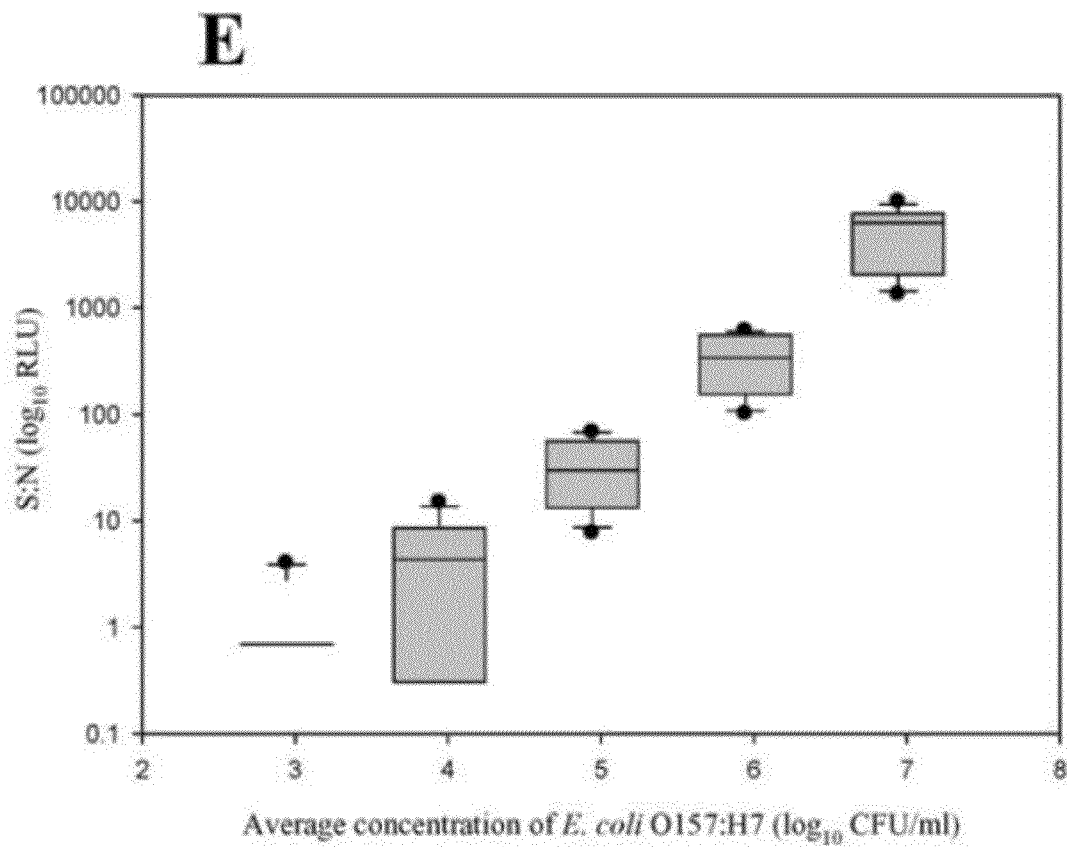 E
100000
10000
1000
100
10
1
0.1
S:N (log10 RLU)
2 3 4 5 6 7 8
Average concentration of E. coli O157:H7 (log10 CFU/ml)